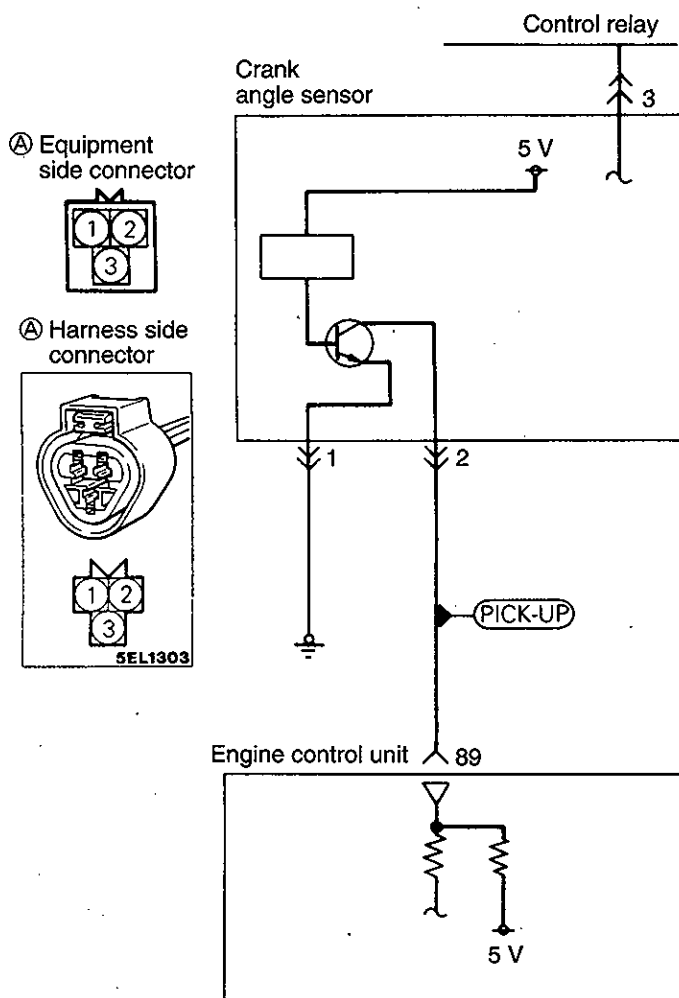 Control relay
Crank
angle sensor
3
5 V
Ⓐ Equipment
side connector
1 2
3
Ⓐ Harness side
connector
1 2
3
5EL1303
1
2
PICK-UP
Engine control unit
89
5 V